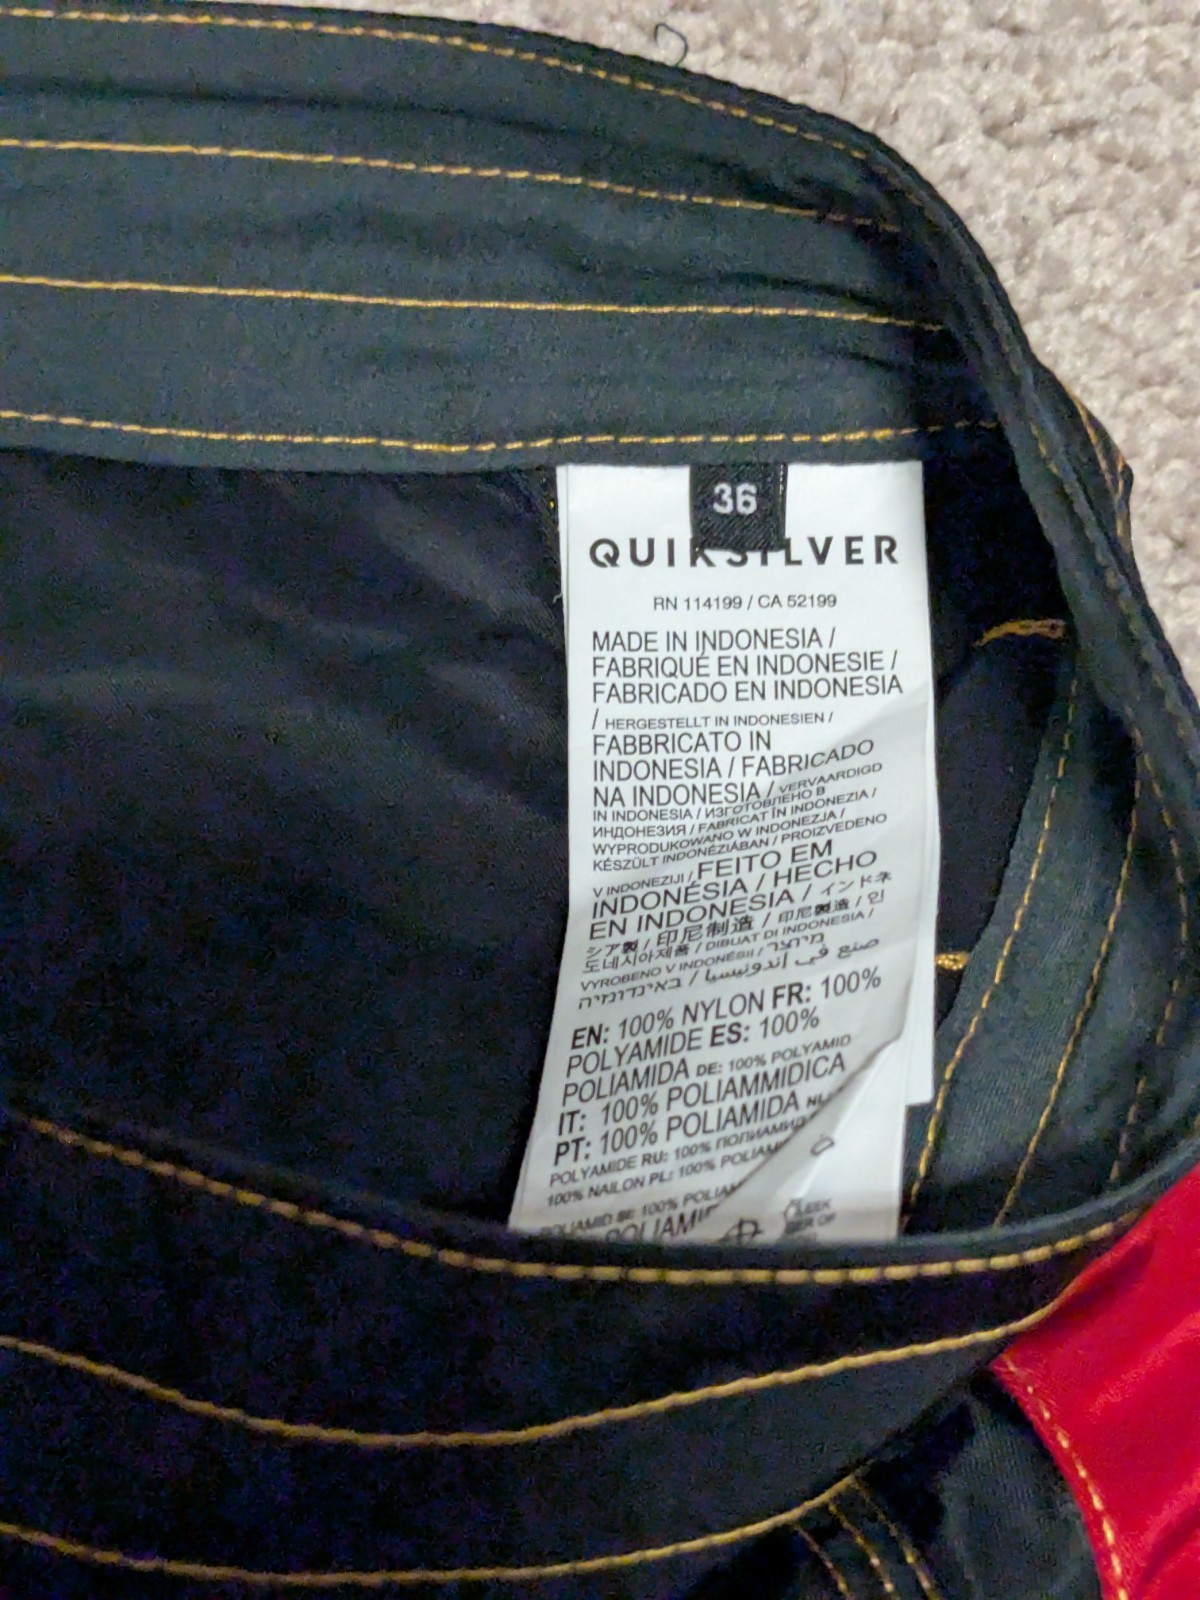 36
QUIKSILVER
RN 114199 / CA 52199
MADE IN INDONESIA /
FABRIQUÉ EN INDONESIE /
FABRICADO EN INDONESIA
/ HERGESTELLT IN INDONESIEN /
FABBRICATO IN
INDONESIA / FABRICADO
NA INDONESIA / VERVAARDIGD
IN INDONESIA / ИЗГОТОВЛЕНО В
ИНДОНЕЗИЯ / FABRICAT ÎN INDONEZIA /
WYPRODUKOWANO W INDONEZJA /
KÉSZÜLT INDONÉZIÁBAN / PROIZVEDENO
V INDONEZIJI / FEITO EM
INDONÉSIA / HECHO
EN INDONESIA / インドネ
シア製 / 印尼制造 / 印尼製造 / 인
도네시아제품 / DIBUAT DI INDONESIA /
VYROBENO V INDONÉSII / מיוצר
באינדונזיה / صنع في إندونيسيا
EN: 100% NYLON FR: 100%
POLYAMIDE ES: 100%
POLIAMIDA DE: 100% POLYAMID
IT: 100% POLIAMMIDICA
PT: 100% POLIAMIDA
POLYAMIDE RU: 100%
100% NAILON PL: 100%
POLIAMID SE: 100%